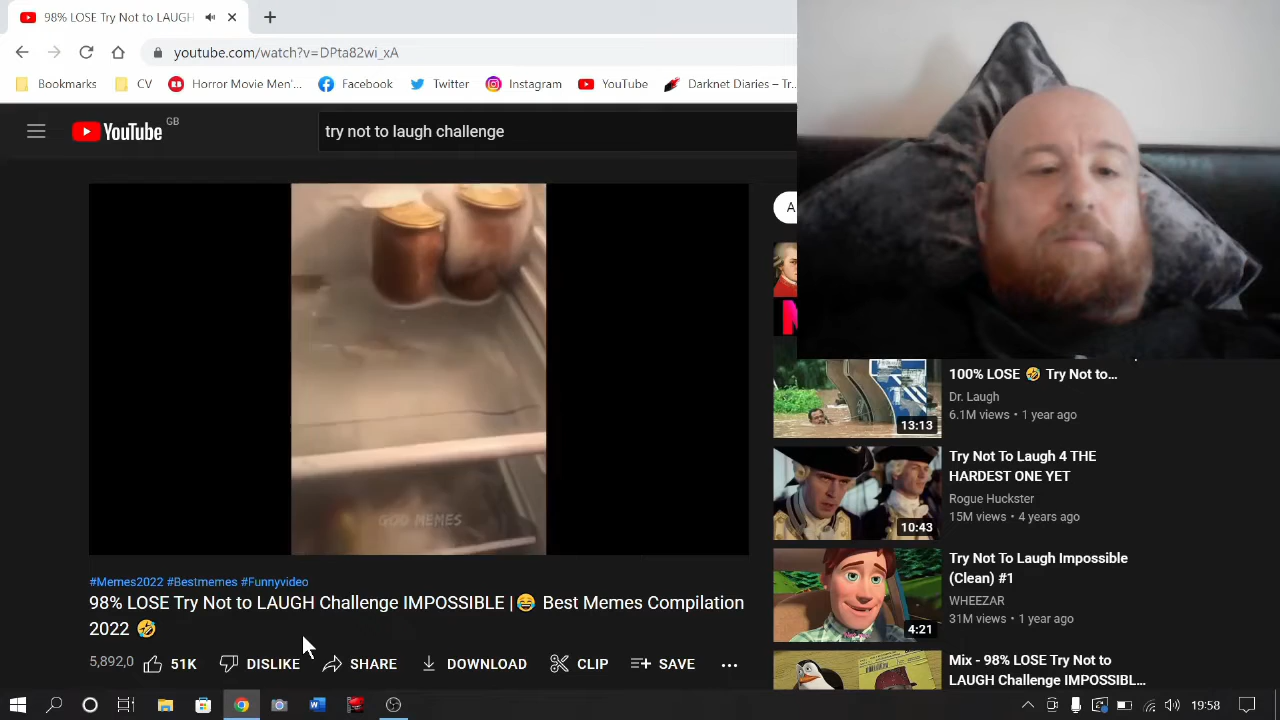 98% LOSE Try Not to LAUGH
youtube.com/watch?v=DPta82wi_xA
Bookmarks CV Horror Movie Men'... Facebook Twitter Instagram YouTube Darknet Diaries – Tr...
YouTube GB
try not to laugh challenge
A
GOD MEMES
#Memes2022 #Bestmemes #Funnyvideo
98% LOSE Try Not to LAUGH Challenge IMPOSSIBLE |😂 Best Memes Compilation
2022 🤣
5,892,0 51K DISLIKE SHARE DOWNLOAD CLIP SAVE
13:13
100% LOSE 🤣 Try Not to...
Dr. Laugh
6.1M views • 1 year ago
10:43
Try Not To Laugh 4 THE
HARDEST ONE YET
Rogue Huckster
15M views • 4 years ago
4:21
Try Not To Laugh Impossible
(Clean) #1
WHEEZAR
31M views • 1 year ago
Mix - 98% LOSE Try Not to
LAUGH Challenge IMPOSSIBL...
19:58